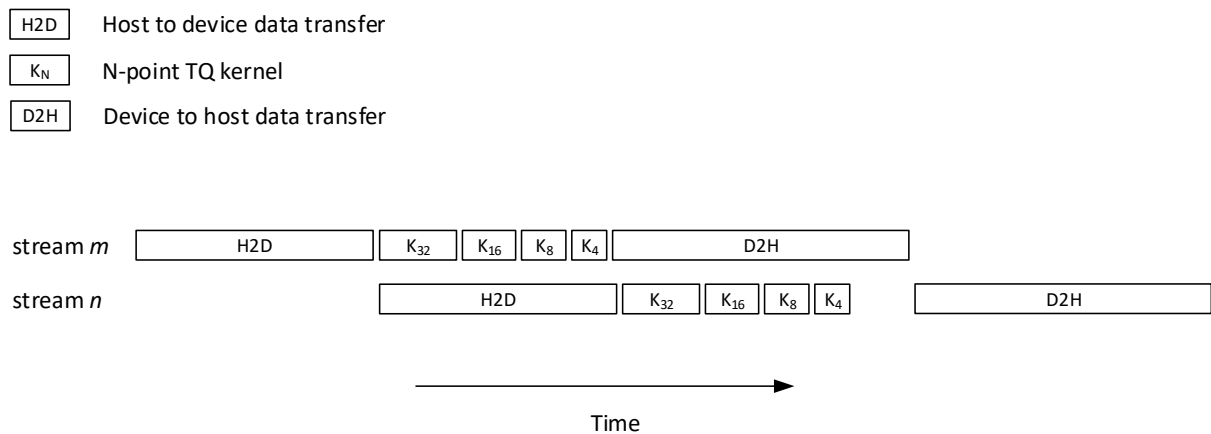 H2D Host to device data transfer
K_N N-point TQ kernel
D2H Device to host data transfer
stream m H2D K_32 K_16 K_8 K_4 D2H
stream n H2D K_32 K_16 K_8 K_4 D2H
Time